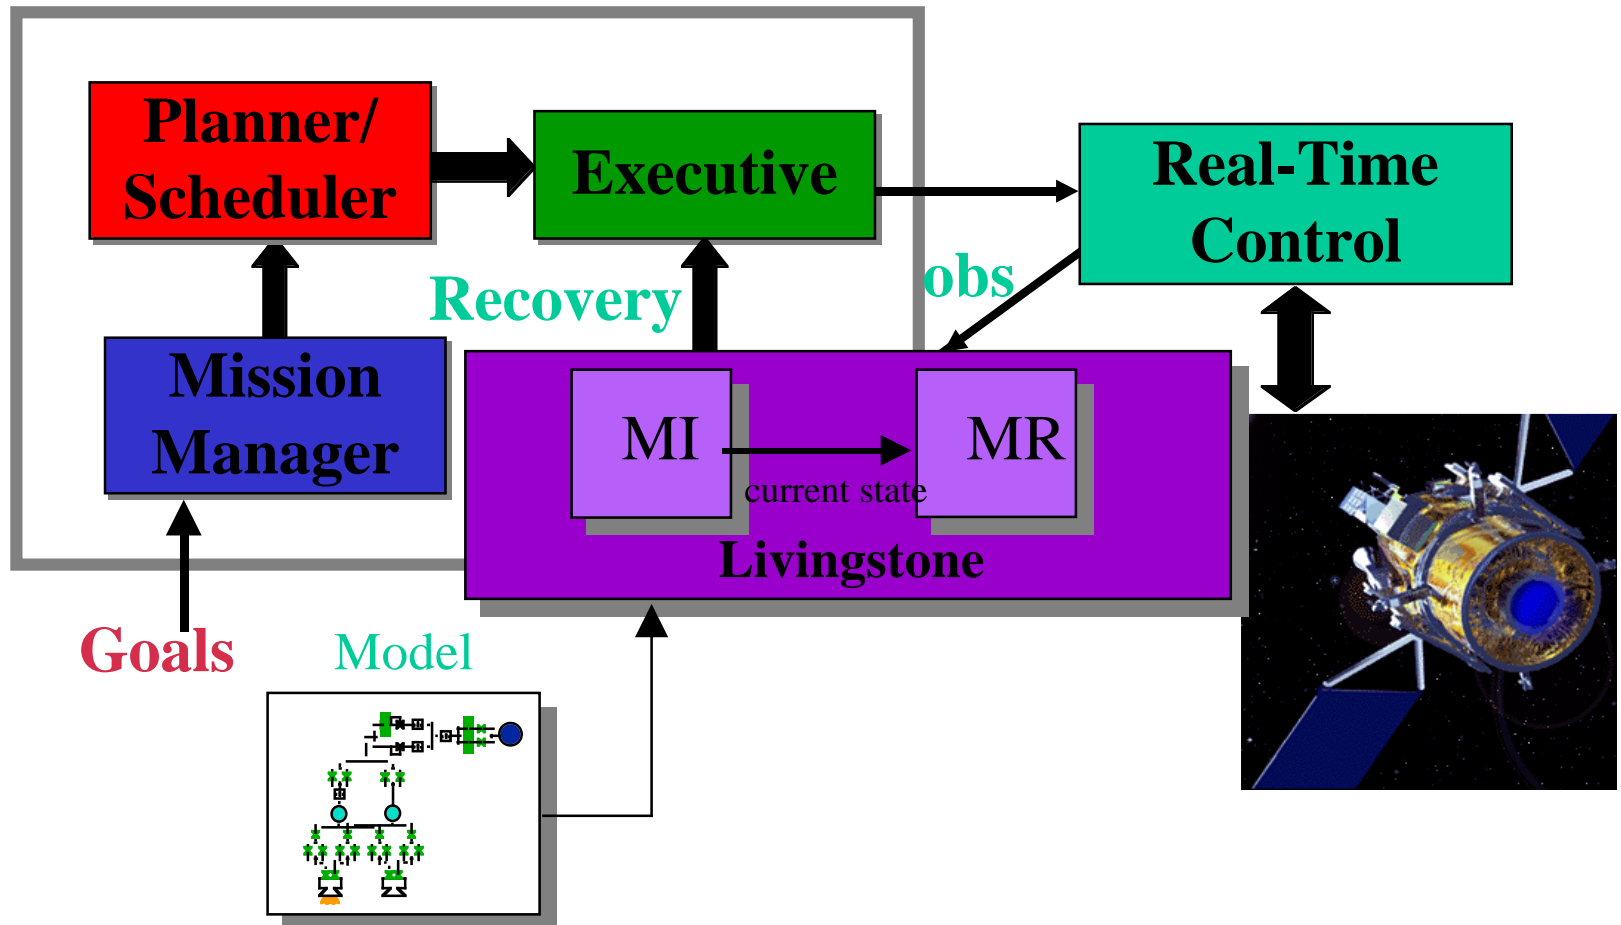 Planner/
Scheduler
Executive
Real-Time
Control
Recovery
obs
Mission
Manager
MI
MR
current state
Livingstone
Goals
Model